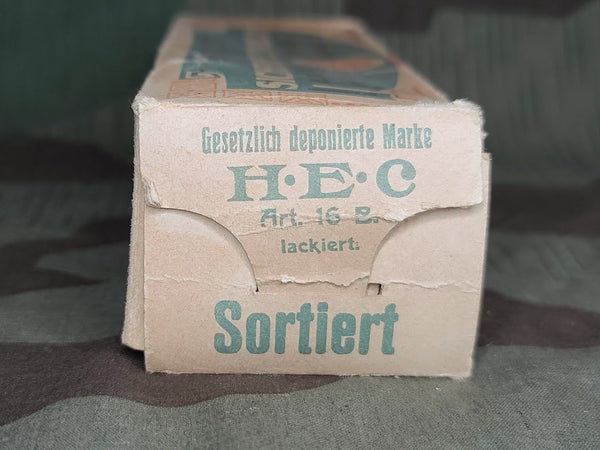 Gesetzlich deponierte Marke
H·E·C
Art. 16 B.
lackiert.
Sortiert